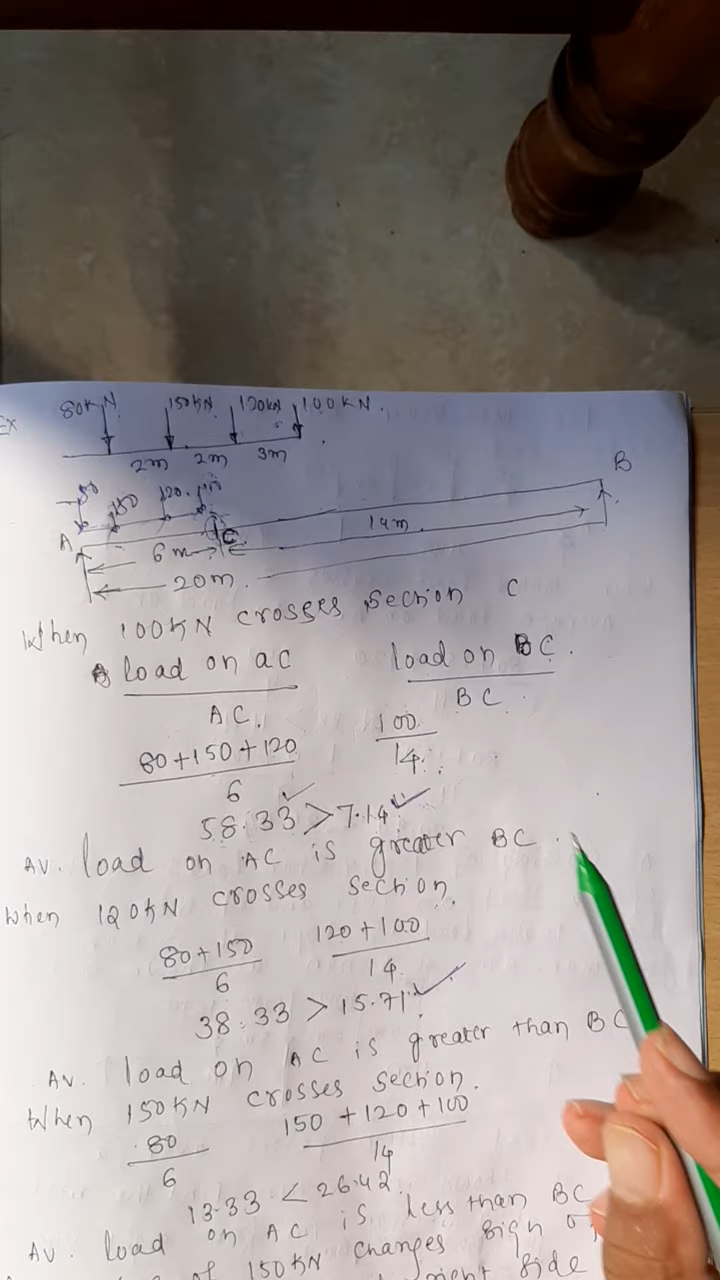 Ex
80KN 150KN 120KN 100KN.
2m 2m 3m
80 150 120.
A C B
6m 14m.
20m.
When 100KN crosses section C
load on aC load on BC.
AC. BC.
80+150+120 100
6 14
58.33 > 7.14
Av. load on AC is greater BC.
When 120KN crosses section
80+150 120+100
6 14
38.33 > 15.71
Av. load on AC is greater than BC
When 150KN crosses section.
80 150+120+100
6 14
13.33 < 26.42
Av. load on AC is less than BC
of 150KN changes sign
right side